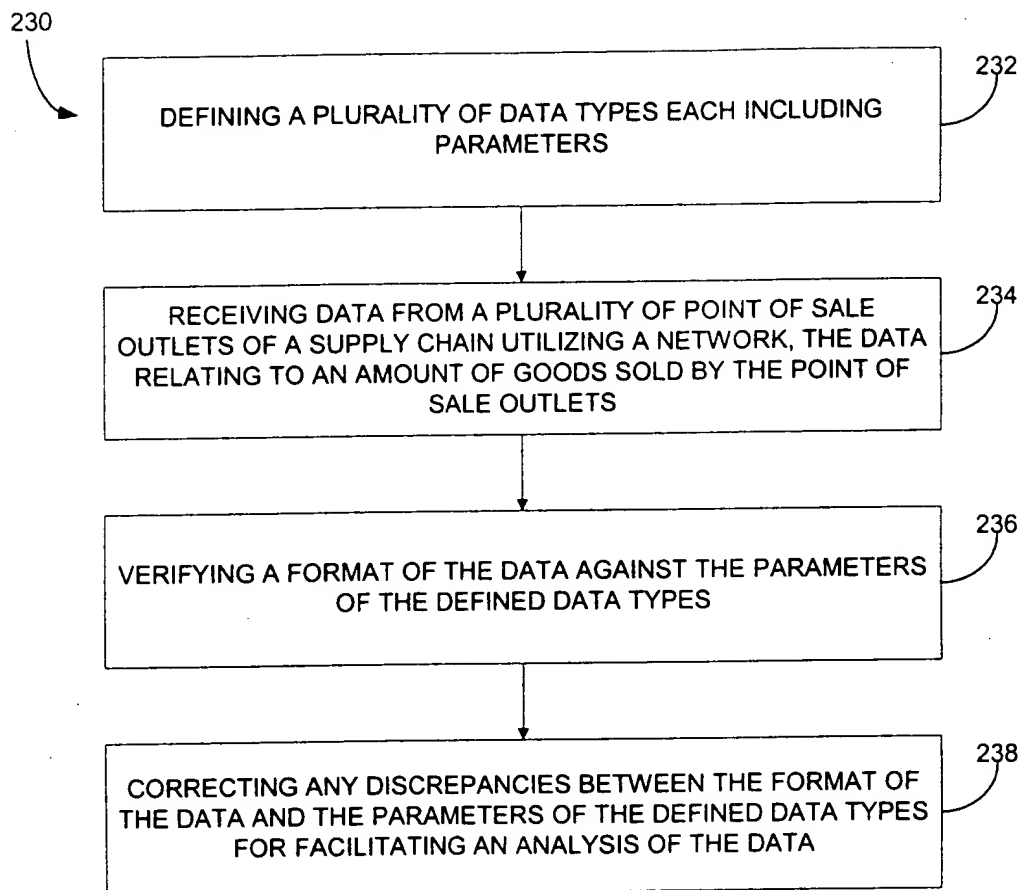 230
232
DEFINING A PLURALITY OF DATA TYPES EACH INCLUDING
PARAMETERS
234
RECEIVING DATA FROM A PLURALITY OF POINT OF SALE
OUTLETS OF A SUPPLY CHAIN UTILIZING A NETWORK, THE DATA
RELATING TO AN AMOUNT OF GOODS SOLD BY THE POINT OF
SALE OUTLETS
236
VERIFYING A FORMAT OF THE DATA AGAINST THE PARAMETERS
OF THE DEFINED DATA TYPES
238
CORRECTING ANY DISCREPANCIES BETWEEN THE FORMAT OF
THE DATA AND THE PARAMETERS OF THE DEFINED DATA TYPES
FOR FACILITATING AN ANALYSIS OF THE DATA